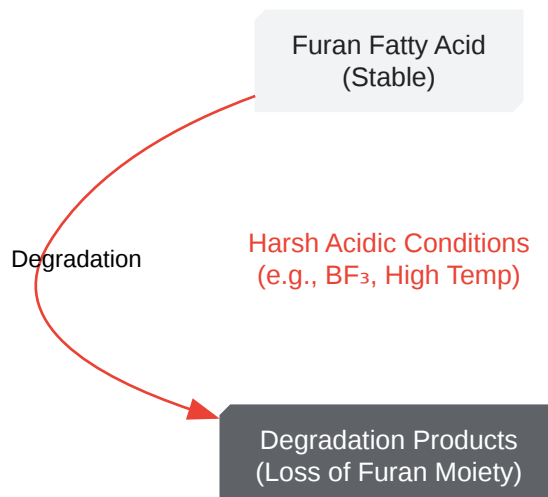 Furan Fatty Acid
(Stable)
Degradation
Harsh Acidic Conditions
(e.g., BF₃, High Temp)
Degradation Products
(Loss of Furan Moiety)